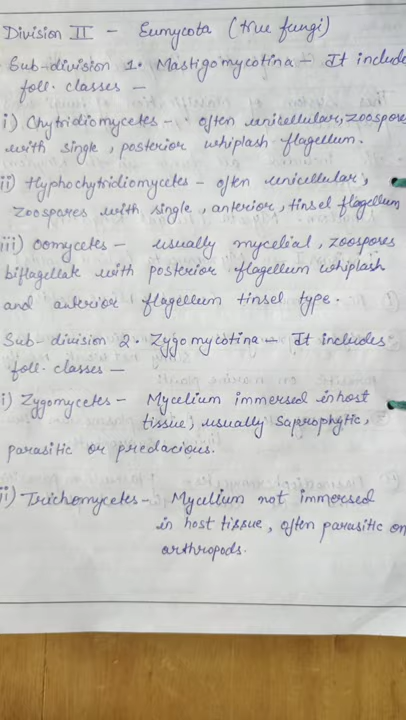 Division II - Eumycota (true fungi)
Sub-division 1. Mastigomycotina - It include
foll. classes -
i) Chytridiomycetes - often unicellular, zoospores
with single, posterior whiplash flagellum.
ii) Hyphochytridiomycetes - often unicellular,
zoospores with single, anterior, tinsel flagellum
iii) Oomycetes - usually mycelial, zoospores
biflagellate with posterior flagellum whiplash
and anterior flagellum tinsel type.
Sub-division 2. Zygomycotina - It includes
foll. classes -
i) Zygomycetes - Mycelium immersed in host
tissue, usually saprophytic,
parasitic or predacious.
ii) Trichomycetes - Mycelium not immersed
in host tissue, often parasitic on
arthropods.